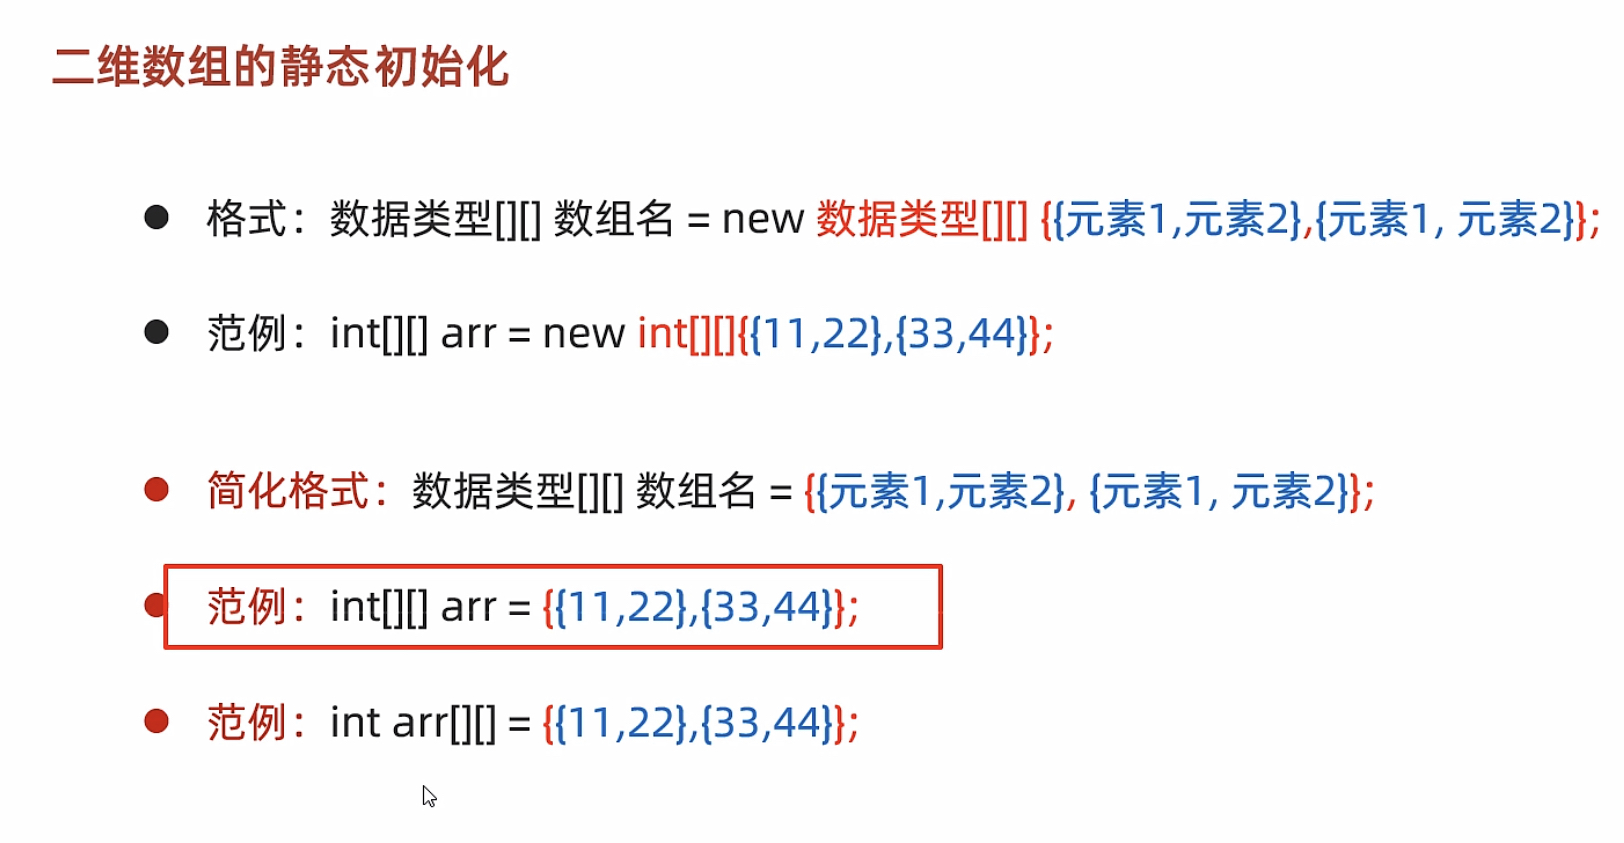 二维数组的静态初始化
格式：数据类型[][] 数组名 = new 数据类型[][] {{元素1,元素2},{元素1, 元素2}};
范例：int[][] arr = new int[][]{{11,22},{33,44}};
简化格式：数据类型[][] 数组名 = {{元素1,元素2}, {元素1, 元素2}};
范例：int[][] arr = {{11,22},{33,44}};
范例：int arr[][] = {{11,22},{33,44}};